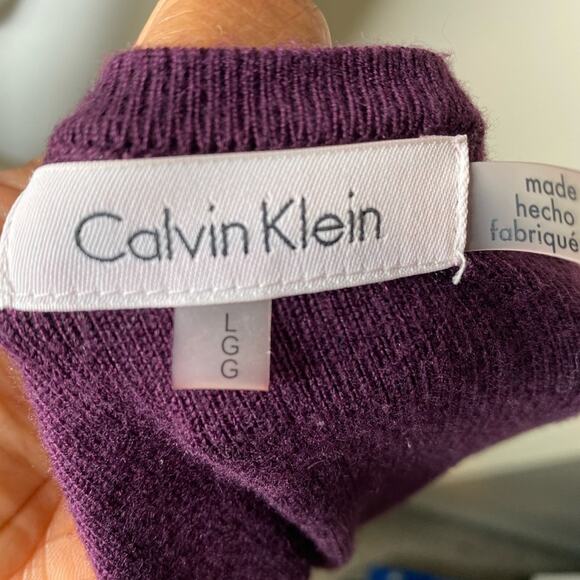 Calvin Klein
L
G
G
made
hecho
fabriqué